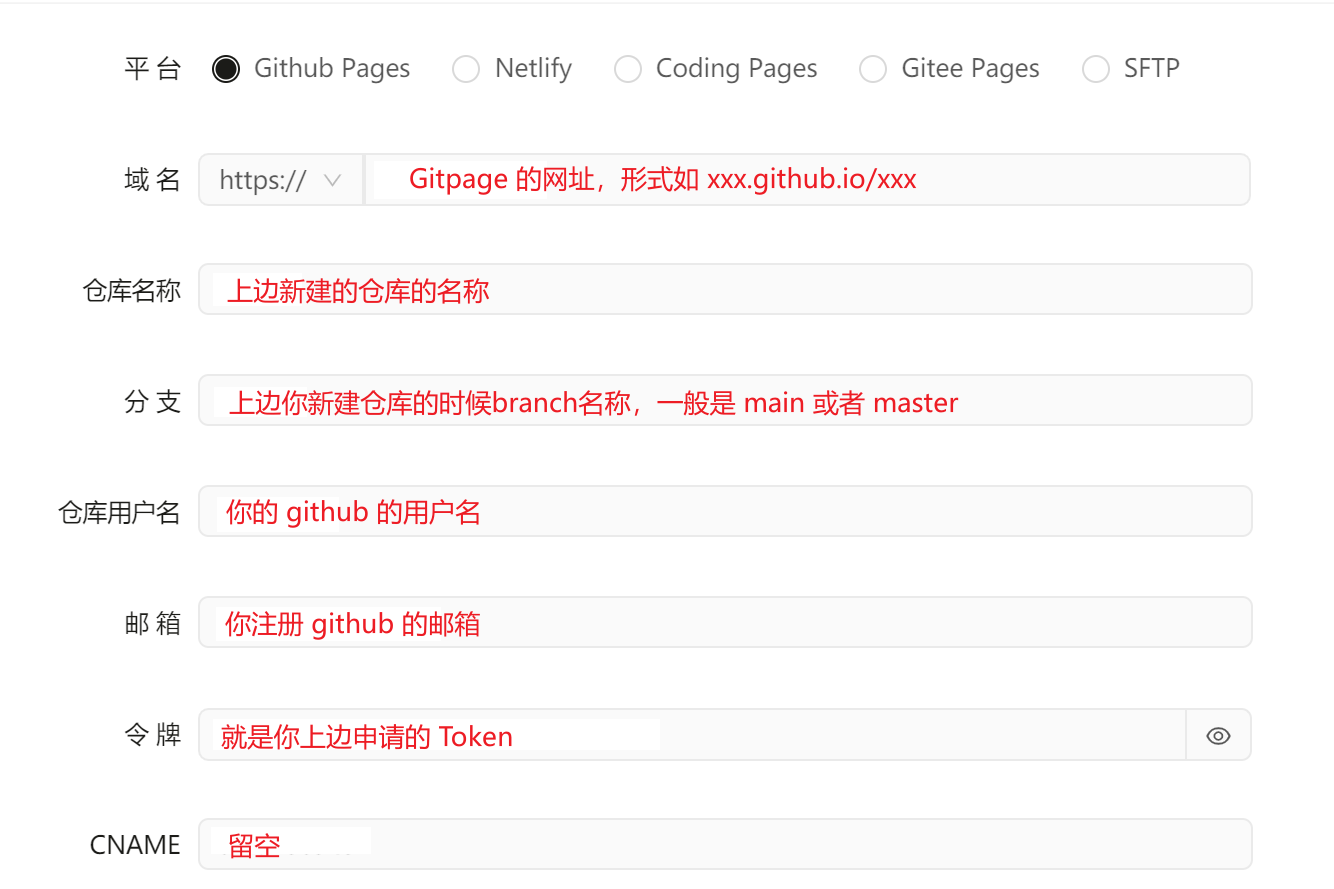 平 台 Github Pages Netlify Coding Pages Gitee Pages SFTP
域 名 https:// Gitpage 的网址，形式如 xxx.github.io/xxx
仓库名称 上边新建的仓库的名称
分 支 上边你新建仓库的时候branch名称，一般是 main 或者 master
仓库用户名 你的 github 的用户名
邮 箱 你注册 github 的邮箱
令 牌 就是你上边申请的 Token
CNAME 留空